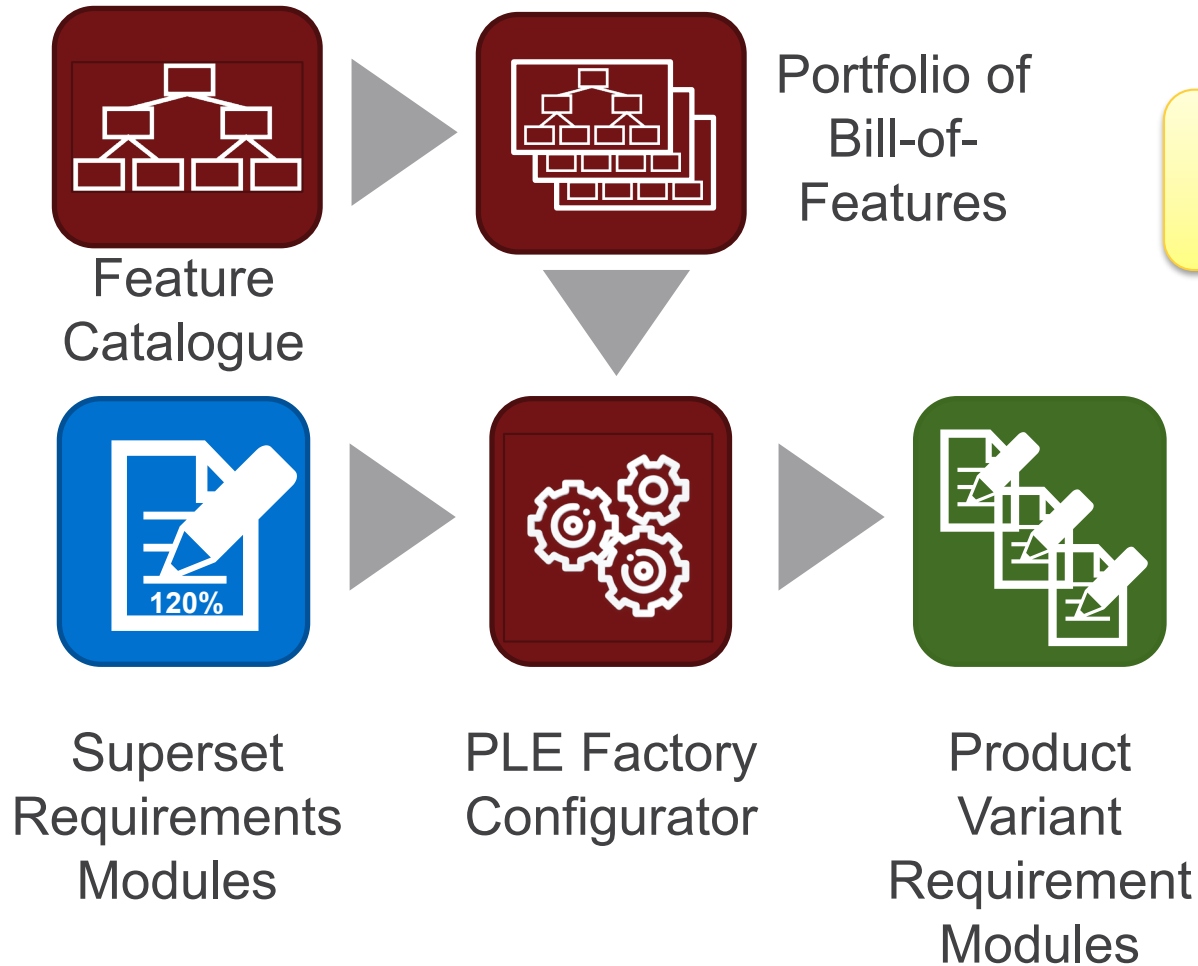 Portfolio of
Bill-of-
Features
Feature
Catalogue
120%
Superset
Requirements
Modules
PLE Factory
Configurator
Product
Variant
Requirement
Modules